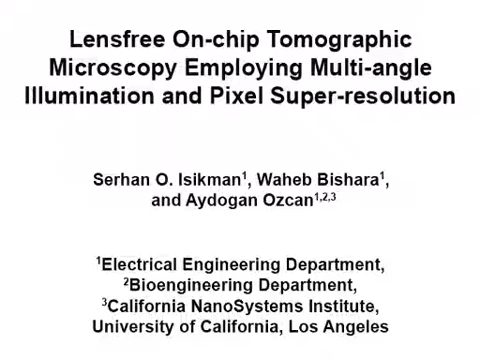 Lensfree On-chip Tomographic
Microscopy Employing Multi-angle
Illumination and Pixel Super-resolution
Serhan O. Isikman¹, Waheb Bishara¹,
and Aydogan Ozcan¹,²,³
¹Electrical Engineering Department,
²Bioengineering Department,
³California NanoSystems Institute,
University of California, Los Angeles